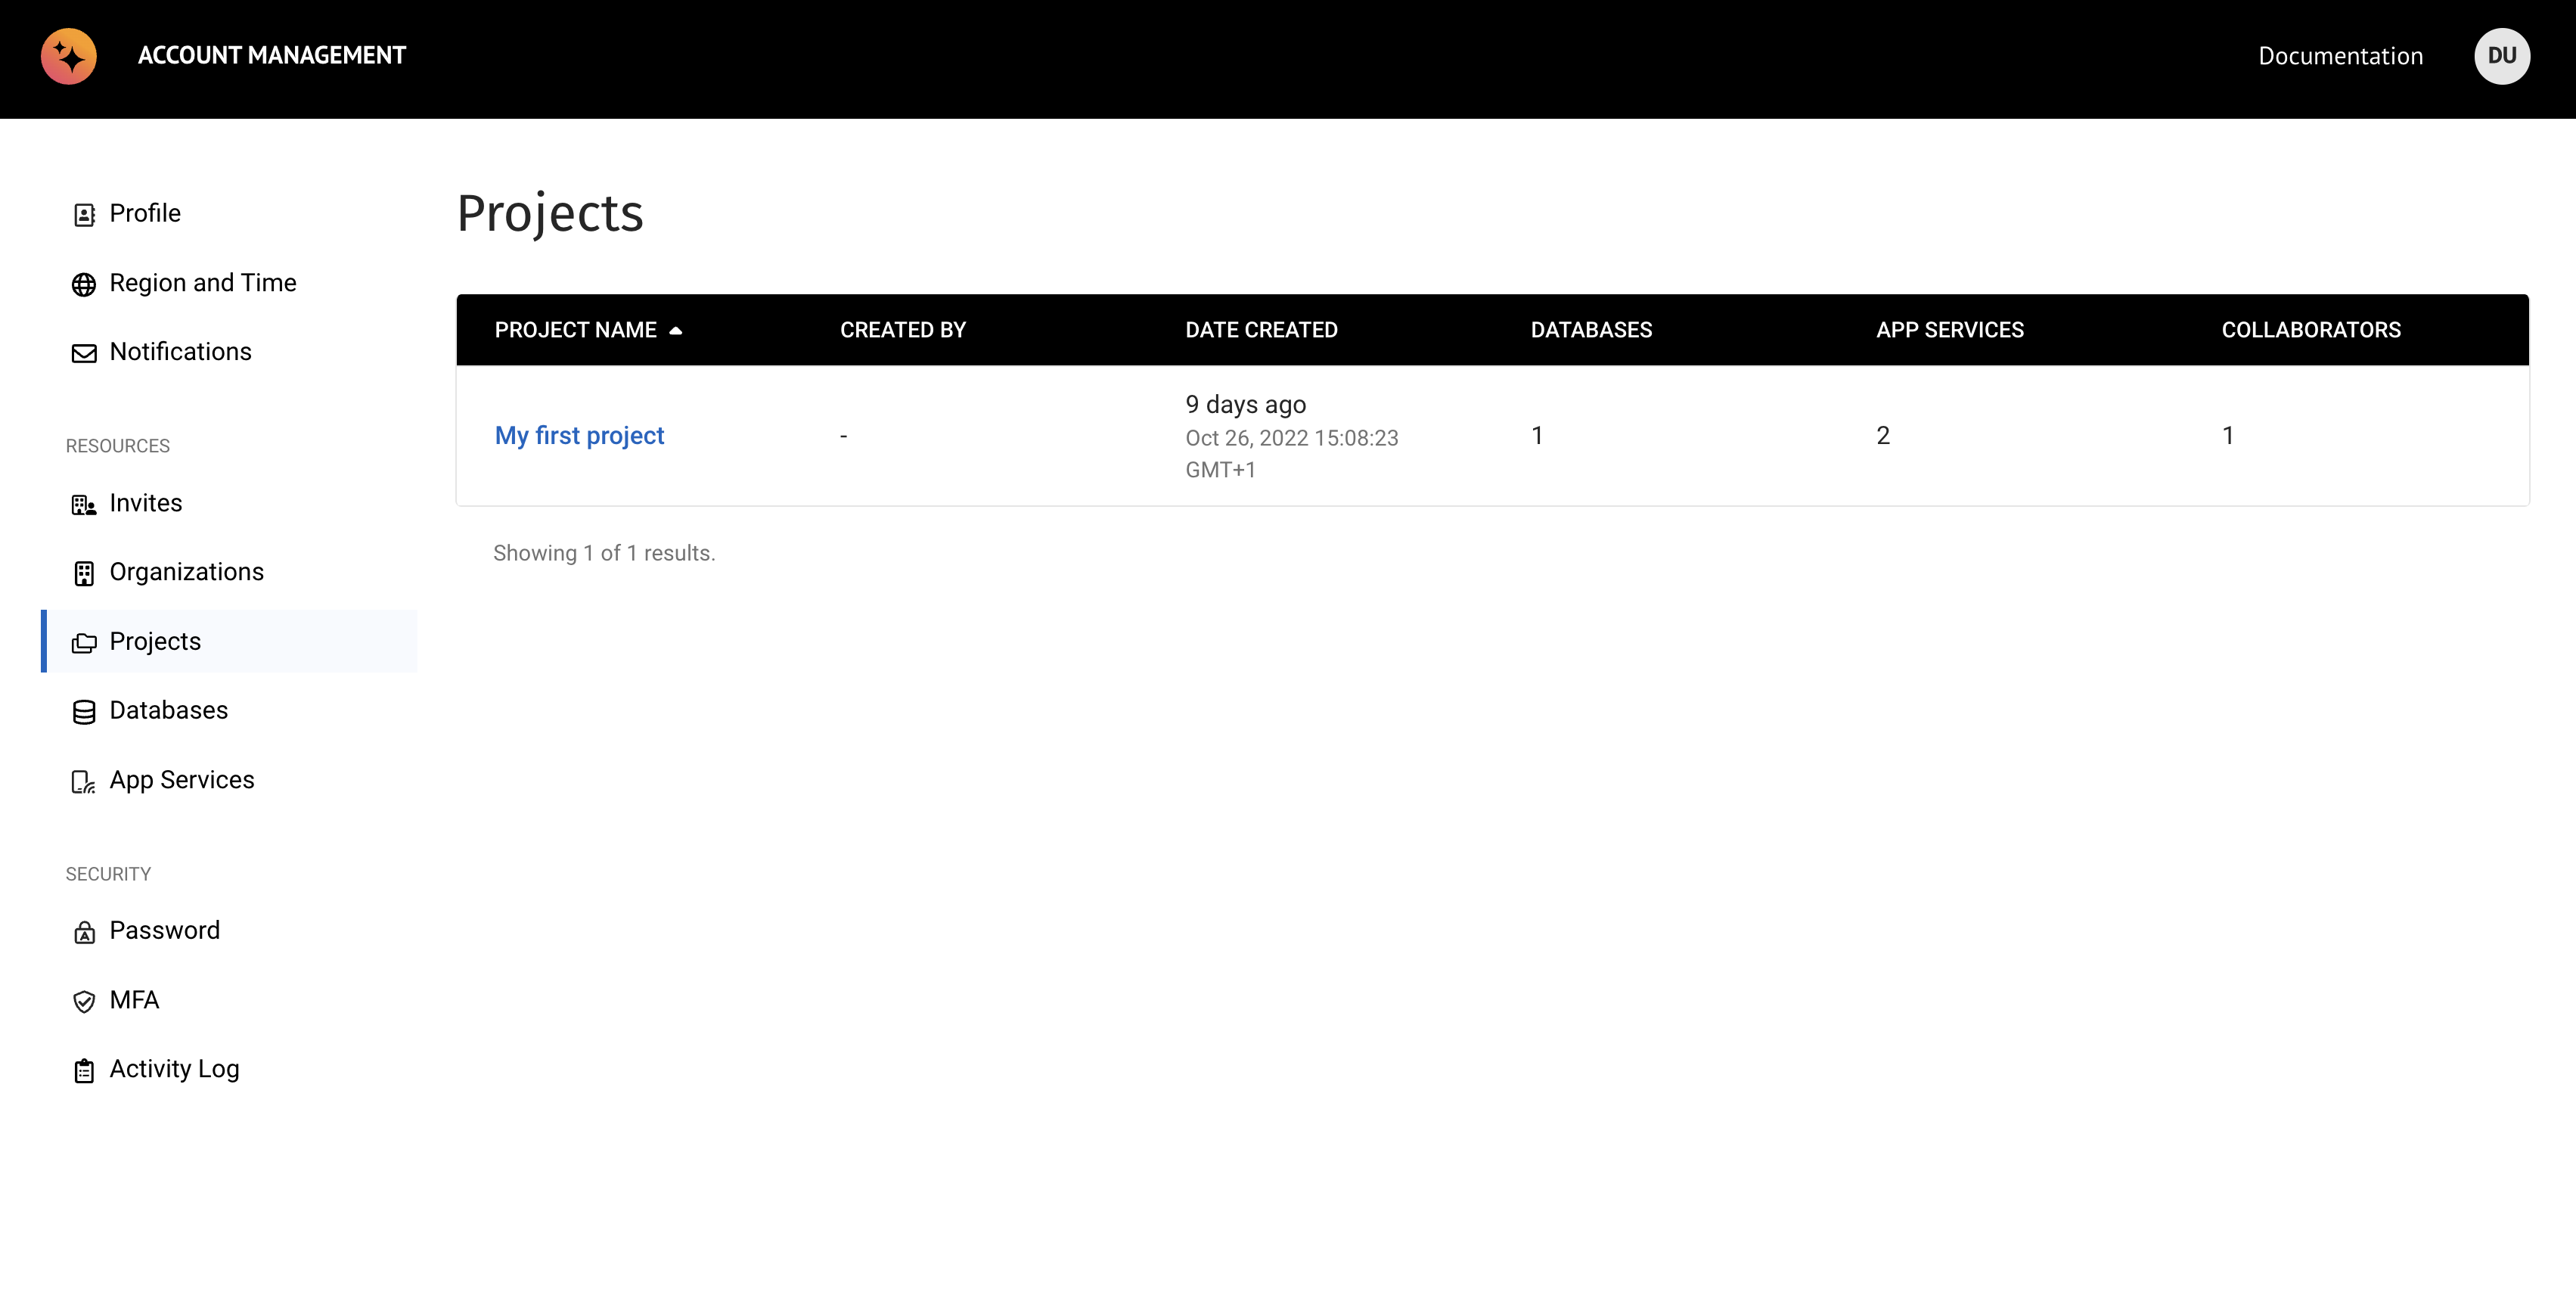 ACCOUNT MANAGEMENT
Documentation
DU
Profile
Region and Time
Notifications
RESOURCES
Invites
Organizations
Projects
Databases
App Services
SECURITY
Password
MFA
Activity Log
Projects
PROJECT NAME CREATED BY DATE CREATED DATABASES APP SERVICES COLLABORATORS
My first project - 9 days ago 1 2 1
Oct 26, 2022 15:08:23
GMT+1
Showing 1 of 1 results.